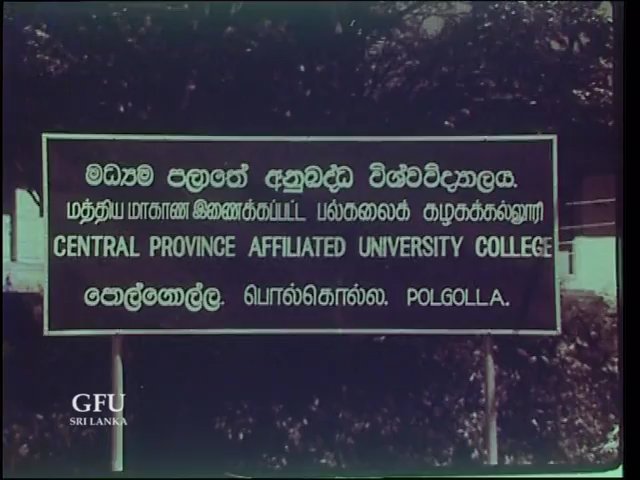 මධ්‍යම පලාතේ අනුබද්ධ විශ්වවිද්‍යාලය.
மத்திய மாகாண இணைக்கப்பட்ட பல்கலைக் கழகக்கல்லூரி
CENTRAL PROVINCE AFFILIATED UNIVERSITY COLLEGE
පොල්ගොල්ල. பொல்கொல்ல. POLGOLLA.
GFU
SRI LANKA